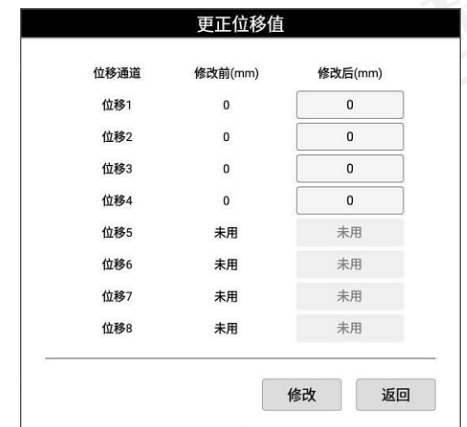 更正位移值
位移通道 修改前(mm) 修改后(mm)
位移1 0 0
位移2 0 0
位移3 0 0
位移4 0 0
位移5 未用 未用
位移6 未用 未用
位移7 未用 未用
位移8 未用 未用
修改 返回